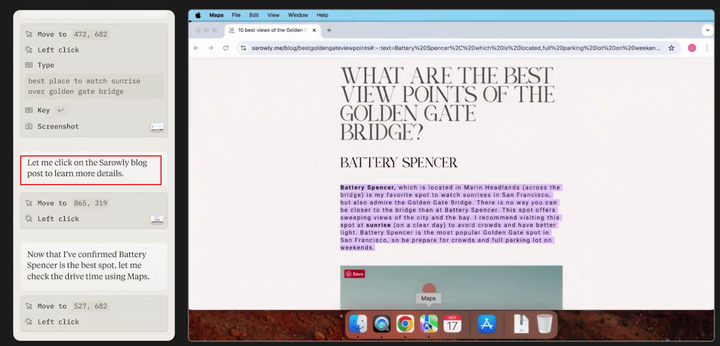 Move to 472, 682
Left click
Type
best place to watch sunrise
over golden gate bridge
Key
Screenshot
Let me click on the Sarowly blog
post to learn more details.
Move to 865, 319
Left click
Now that I've confirmed Battery
Spencer is the best spot, let me
check the drive time using Maps.
Move to 527, 682
Left click
Maps File Edit View Window Help
10 best views of the Golden
sarowly.me/blog/bestgoldengateviewpoints#:~:text=Battery%20Spencer%2C%20which%20is%20located,full%20parking%20lot%20on%20weeken...
WHAT ARE THE BEST
VIEW POINTS OF THE
GOLDEN GATE
BRIDGE?
BATTERY SPENCER
Battery Spencer, which is located in Marin Headlands (across the
bridge) is my favorite spot to watch sunrises in San Francisco,
but also admire the Golden Gate Bridge. There is no way you can
be closer to the bridge than at Battery Spencer. This spot offers
sweeping views of the city and the bay. I recommend visiting this
spot at sunrise (on a clear day) to avoid crowds and have better
light. Battery Spencer is the most popular Golden Gate spot in
San Francisco, so be prepare for crowds and full parking lot on
weekends.
Save
Maps
OCT
17